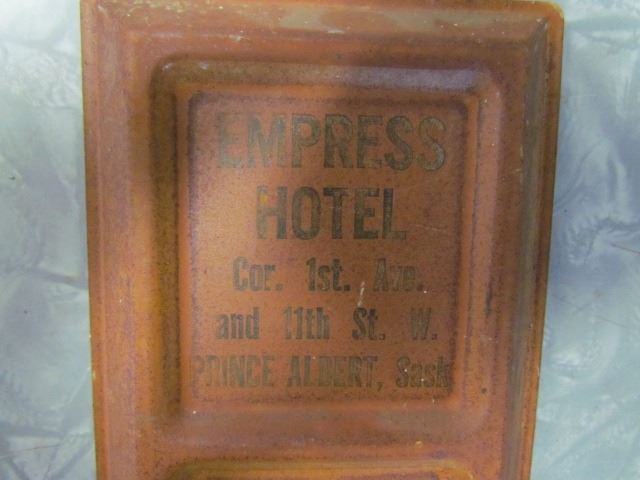 EMPRESS
HOTEL
Cor. 1st. Ave.
and 11th St. W.
PRINCE ALBERT, Sask